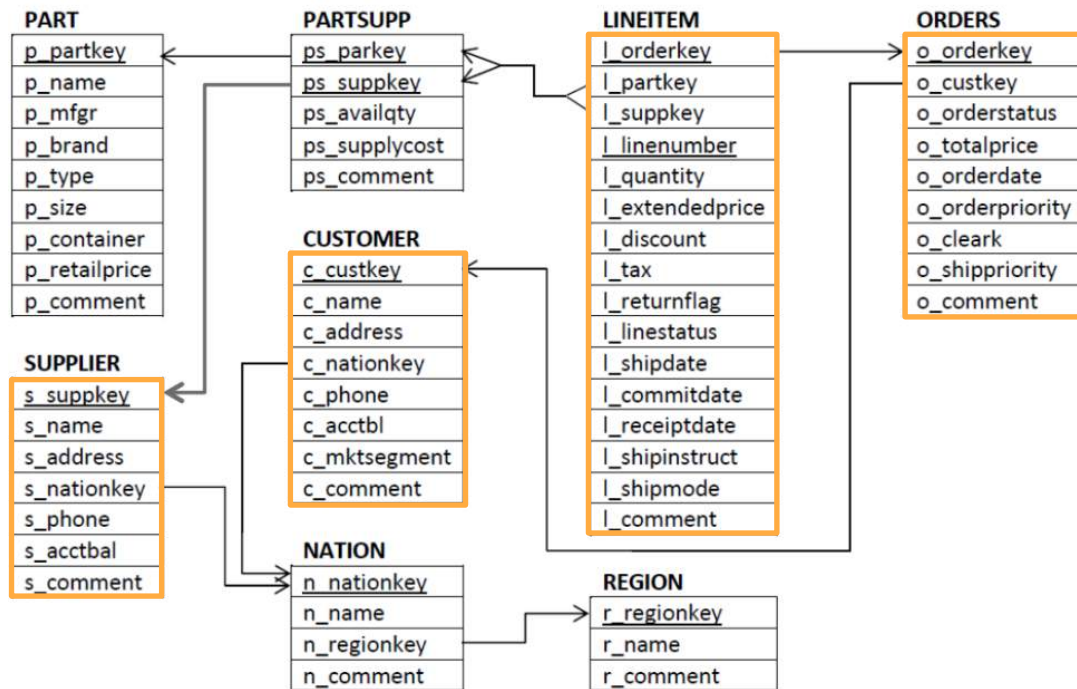 PART
p_partkey
p_name
p_mfgr
p_brand
p_type
p_size
p_container
p_retailprice
p_comment
PARTSUPP
ps_parkey
ps_suppkey
ps_availqty
ps_supplycost
ps_comment
LINEITEM
l_orderkey
l_partkey
l_suppkey
l_linenumber
l_quantity
l_extendedprice
l_discount
l_tax
l_returnflag
l_linestatus
l_shipdate
l_commitdate
l_receiptdate
l_shipinstruct
l_shipmode
l_comment
ORDERS
o_orderkey
o_custkey
o_orderstatus
o_totalprice
o_orderdate
o_orderpriority
o_cleark
o_shippriority
o_comment
CUSTOMER
c_custkey
c_name
c_address
c_nationkey
c_phone
c_acctbl
c_mktsegment
c_comment
SUPPLIER
s_suppkey
s_name
s_address
s_nationkey
s_phone
s_acctbal
s_comment
NATION
n_nationkey
n_name
n_regionkey
n_comment
REGION
r_regionkey
r_name
r_comment